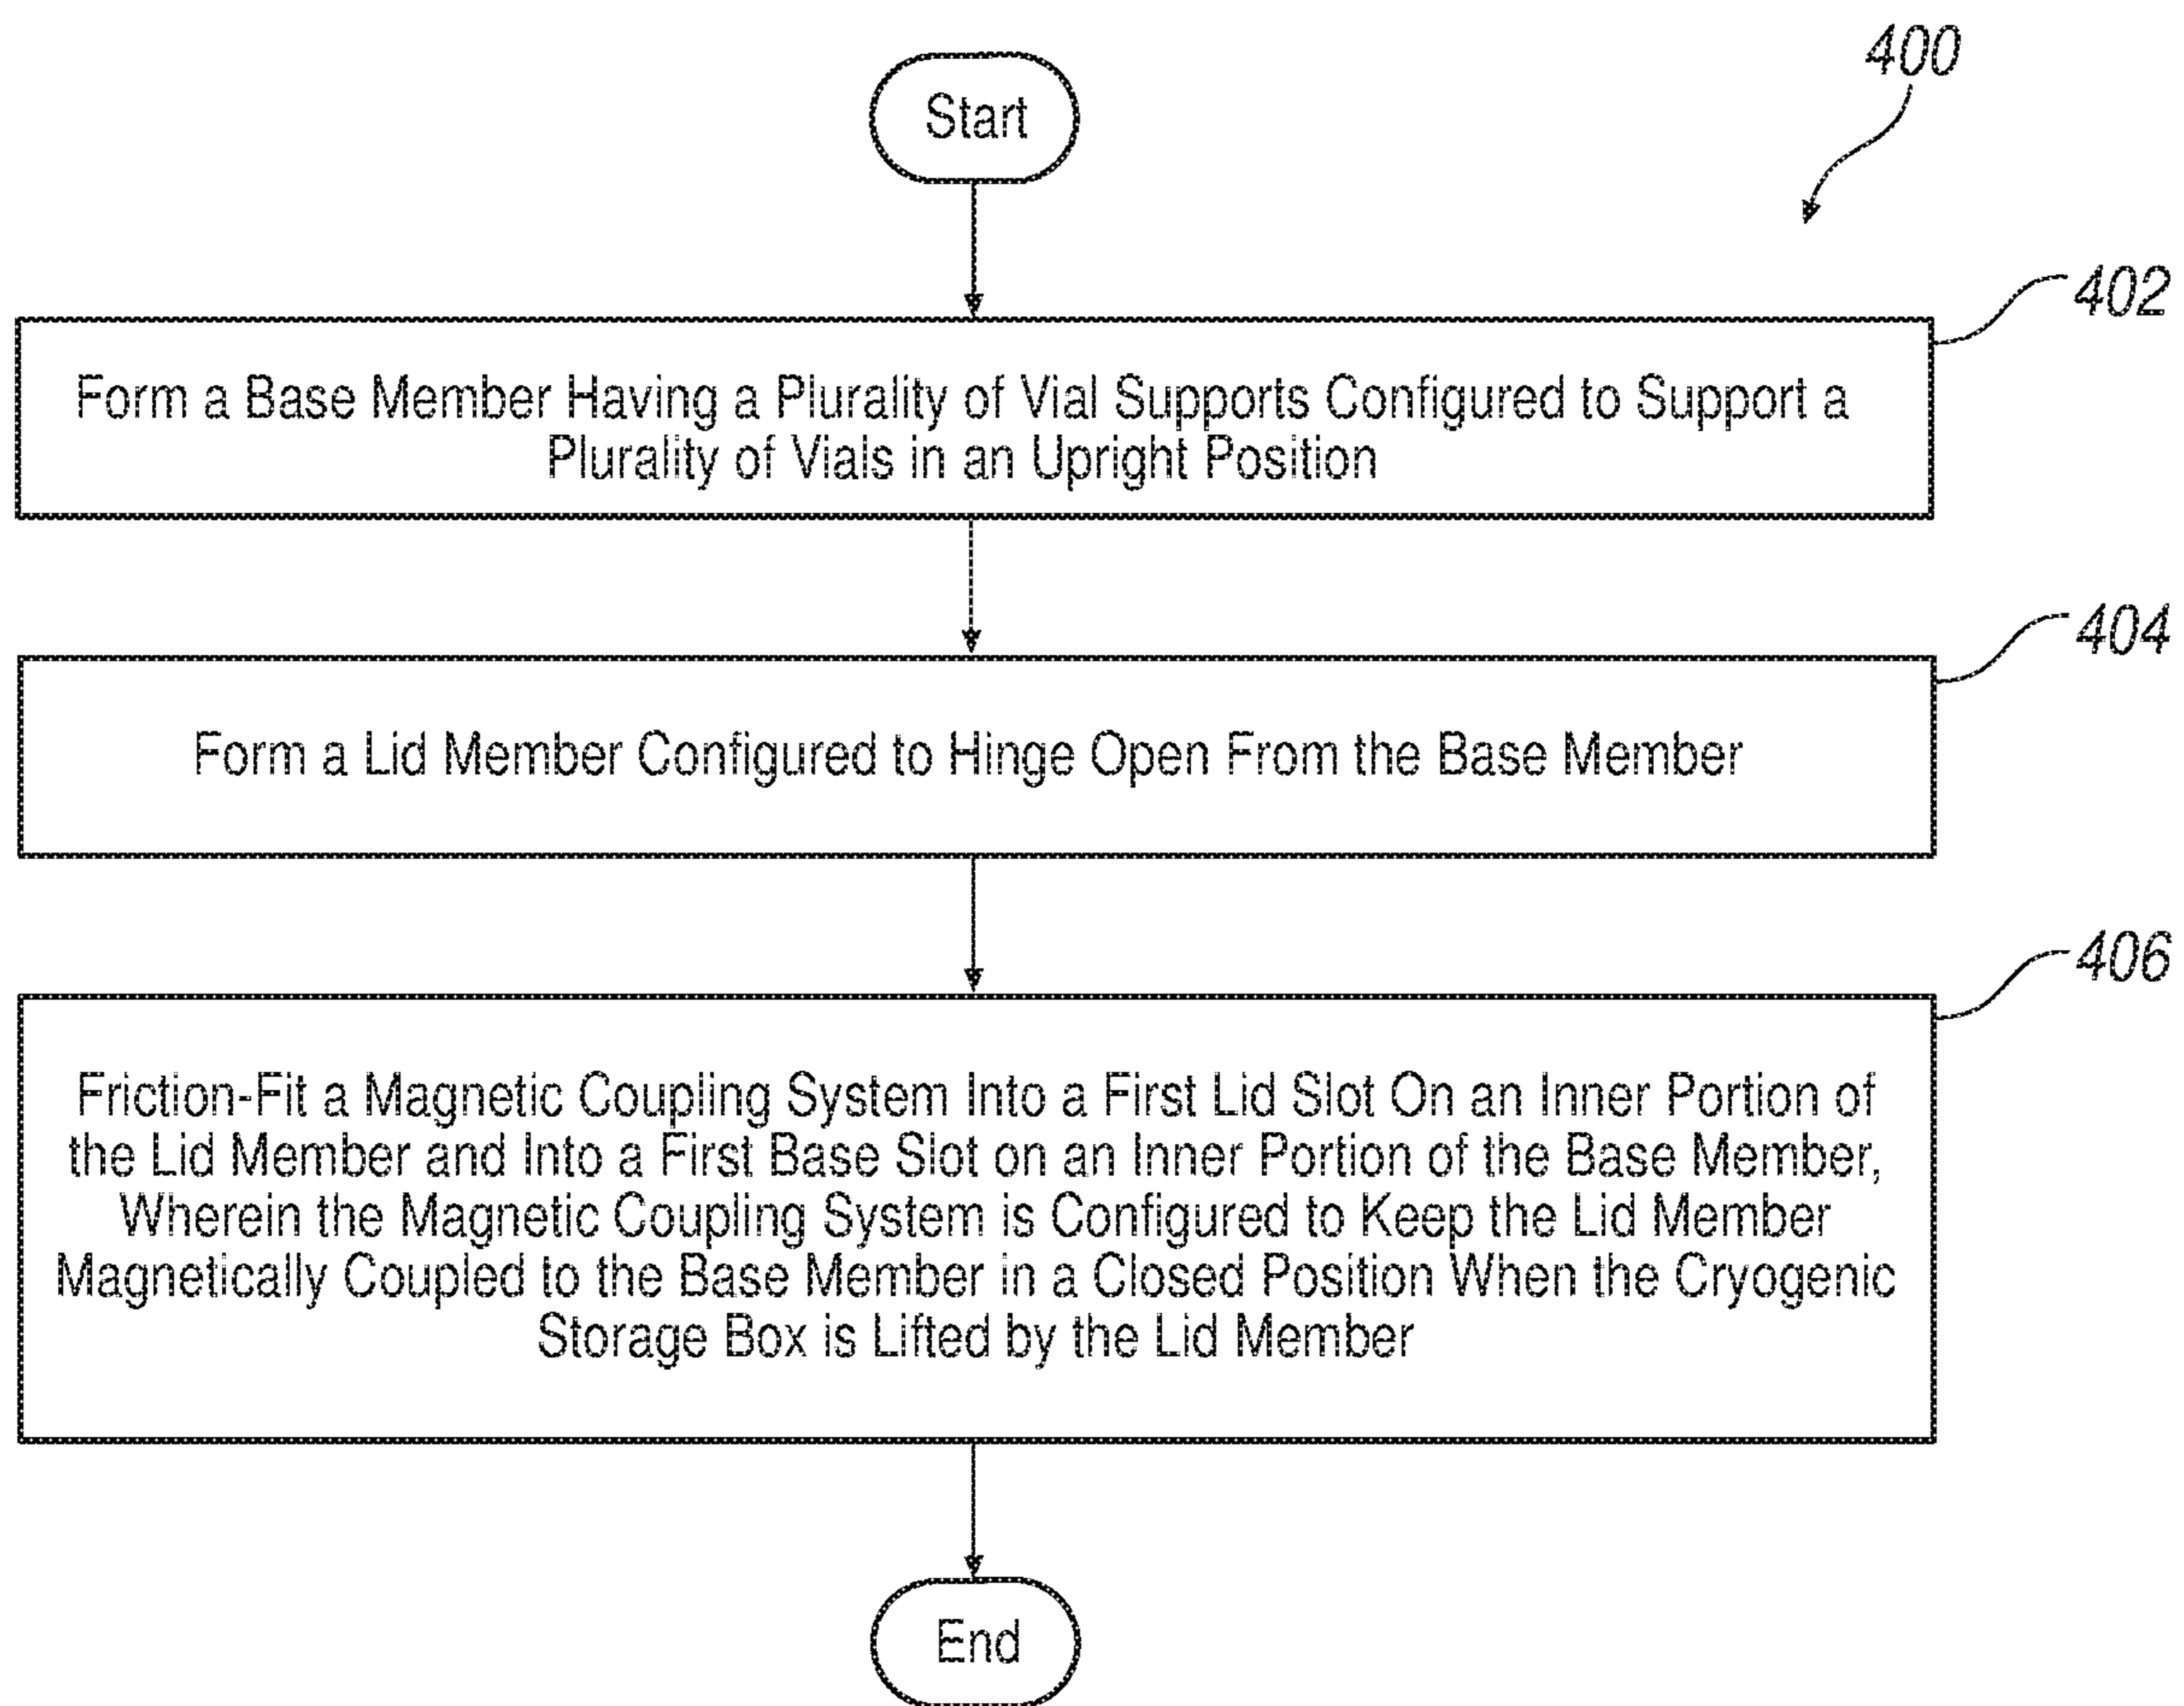 400
Start
402
Form a Base Member Having a Plurality of Vial Supports Configured to Support a
Plurality of Vials in an Upright Position
404
Form a Lid Member Configured to Hinge Open From the Base Member
406
Friction-Fit a Magnetic Coupling System Into a First Lid Slot On an Inner Portion of
the Lid Member and Into a First Base Slot on an Inner Portion of the Base Member,
Wherein the Magnetic Coupling System is Configured to Keep the Lid Member
Magnetically Coupled to the Base Member in a Closed Position When the Cryogenic
Storage Box is Lifted by the Lid Member
End